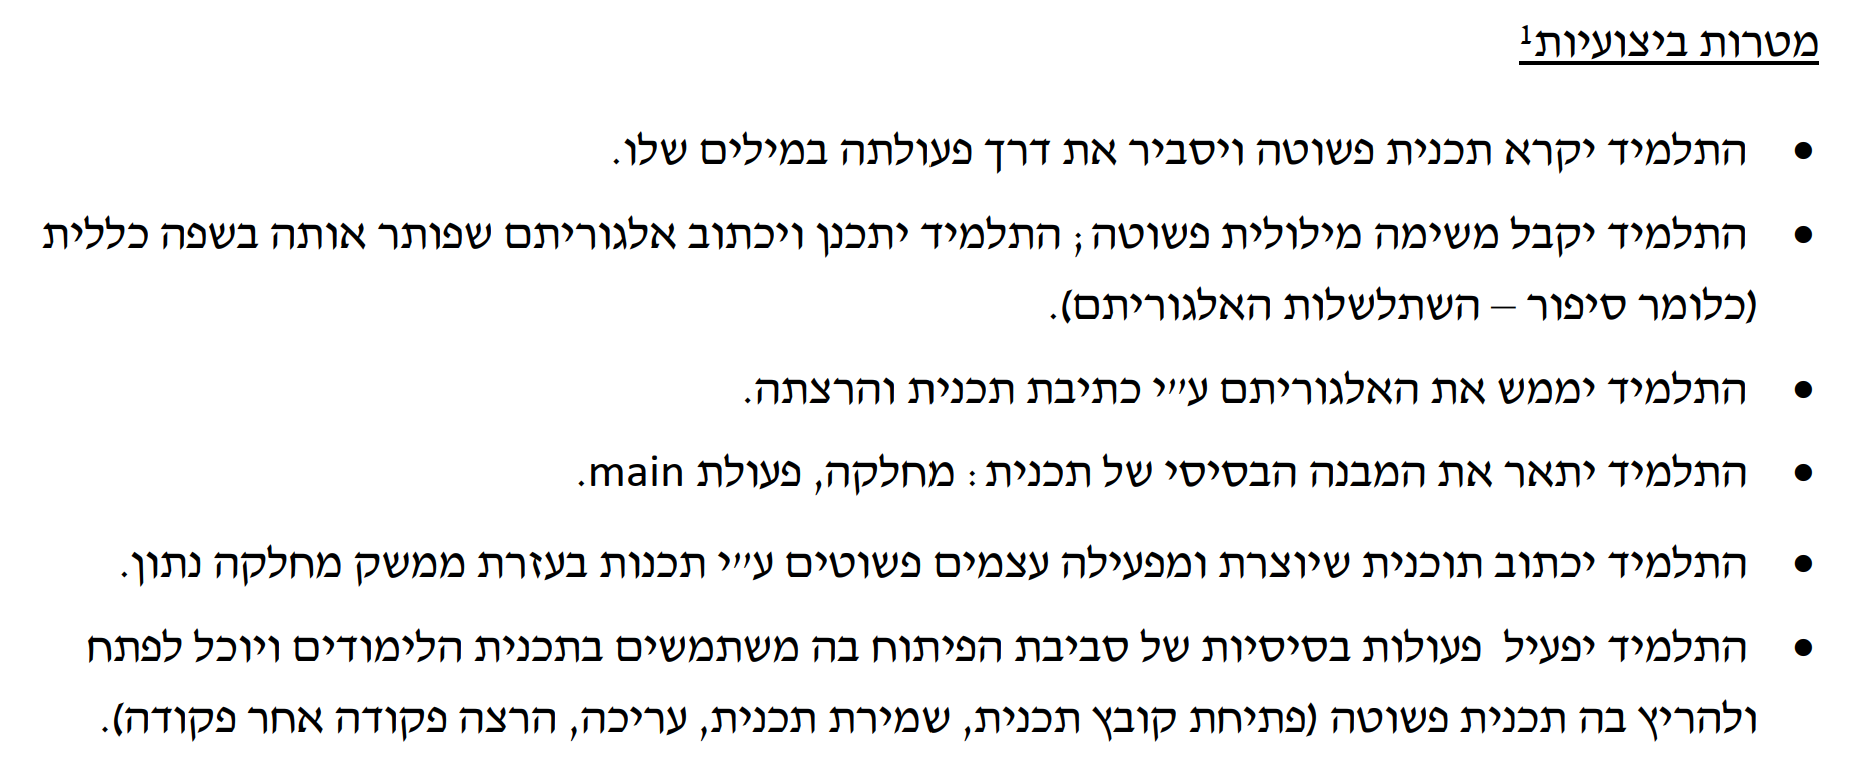 מטרות ביצועיות¹
• התלמיד יקרא תכנית פשוטה ויסביר את דרך פעולתה במילים שלו.
• התלמיד יקבל משימה מילולית פשוטה; התלמיד יתכנן ויכתוב אלגוריתם שפותר אותה בשפה כללית
(כלומר סיפור – השתלשלות האלגוריתם).
• התלמיד יממש את האלגוריתם ע״י כתיבת תכנית והרצתה.
• התלמיד יתאר את המבנה הבסיסי של תכנית: מחלקה, פעולת main.
• התלמיד יכתוב תוכנית שיוצרת ומפעילה עצמים פשוטים ע״י תכנות בעזרת ממשק מחלקה נתון.
• התלמיד יפעיל פעולות בסיסיות של סביבת הפיתוח בה משתמשים בתכנית הלימודים ויוכל לפתח
ולהריץ בה תכנית פשוטה (פתיחת קובץ תכנית, שמירת תכנית, עריכה, הרצה פקודה אחר פקודה).